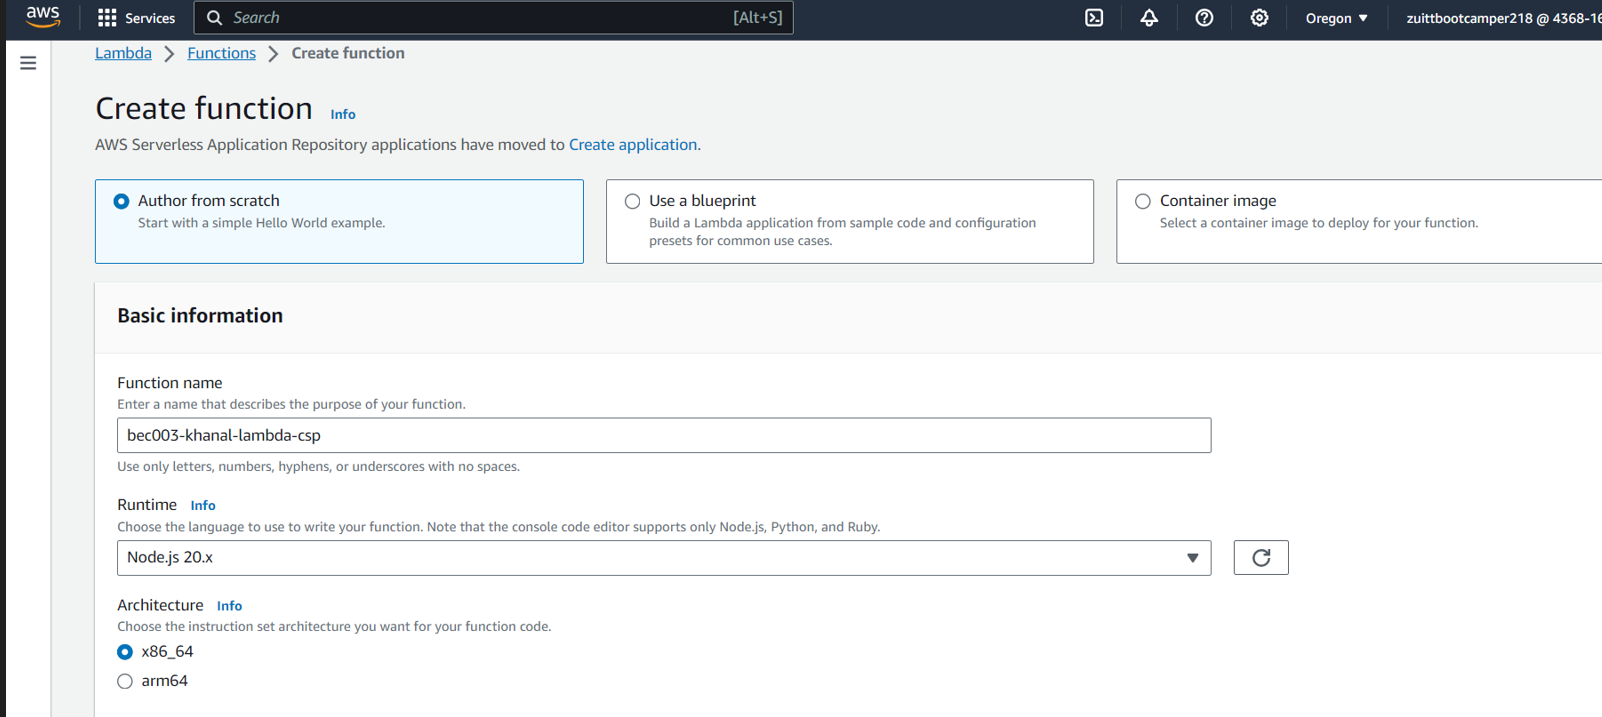 aws Services Search [Alt+S] Oregon zuittbootcamper218 @ 4368-16
Lambda Functions Create function
Create function Info
AWS Serverless Application Repository applications have moved to Create application.
Author from scratch
Start with a simple Hello World example.
Use a blueprint
Build a Lambda application from sample code and configuration
presets for common use cases.
Container image
Select a container image to deploy for your function.
Basic information
Function name
Enter a name that describes the purpose of your function.
bec003-khanal-lambda-csp
Use only letters, numbers, hyphens, or underscores with no spaces.
Runtime Info
Choose the language to use to write your function. Note that the console code editor supports only Node.js, Python, and Ruby.
Node.js 20.x
Architecture Info
Choose the instruction set architecture you want for your function code.
x86_64
arm64